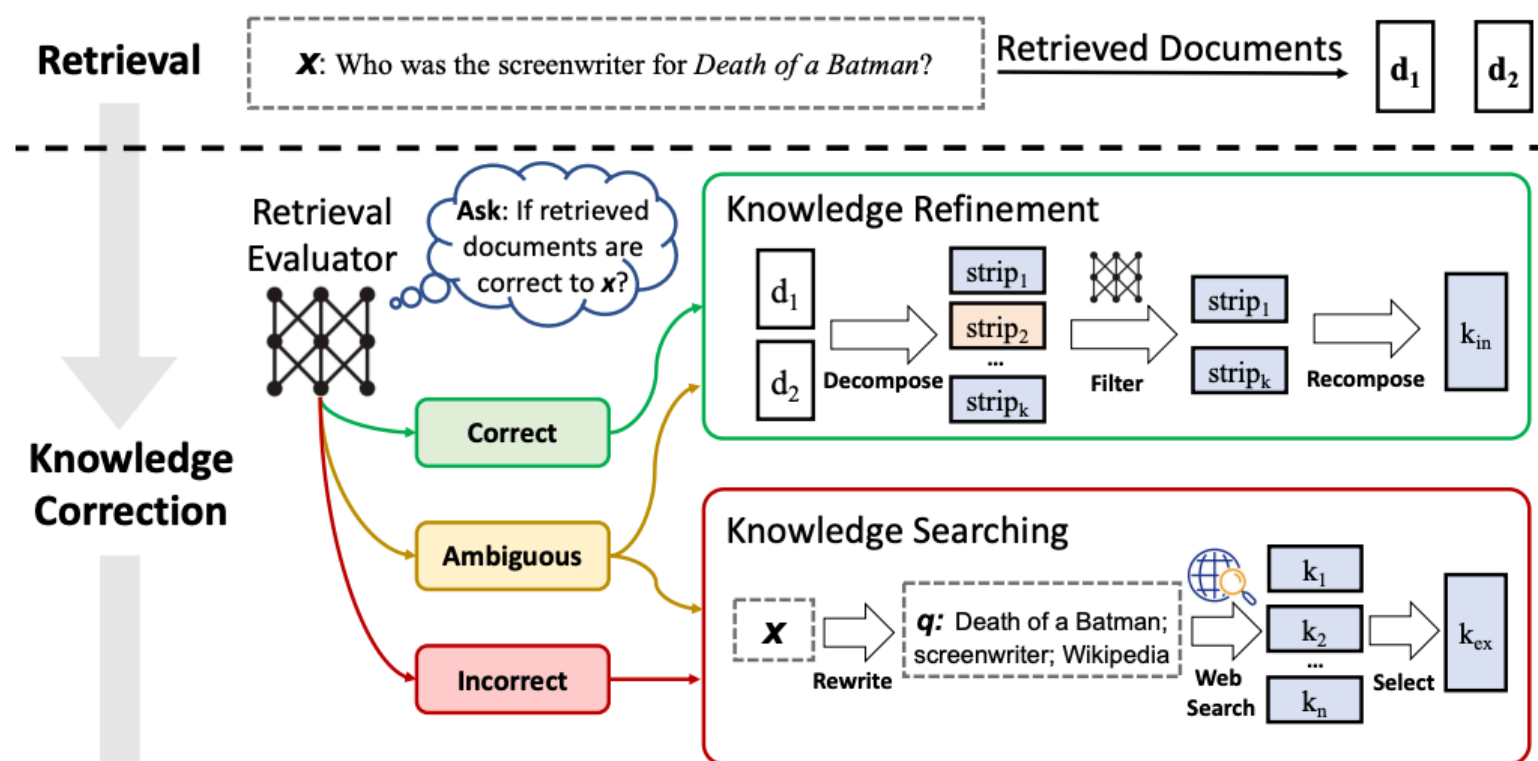 Retrieval
x: Who was the screenwriter for Death of a Batman?
Retrieved Documents
d1
d2
Retrieval
Evaluator
Ask: If retrieved
documents are
correct to x?
Knowledge
Correction
Correct
Ambiguous
Incorrect
Knowledge Refinement
d1
d2
Decompose
strip1
strip2
...
stripk
Filter
strip1
stripk
Recompose
kin
Knowledge Searching
x
Rewrite
q: Death of a Batman;
screenwriter; Wikipedia
Web
Search
k1
k2
...
kn
Select
kex